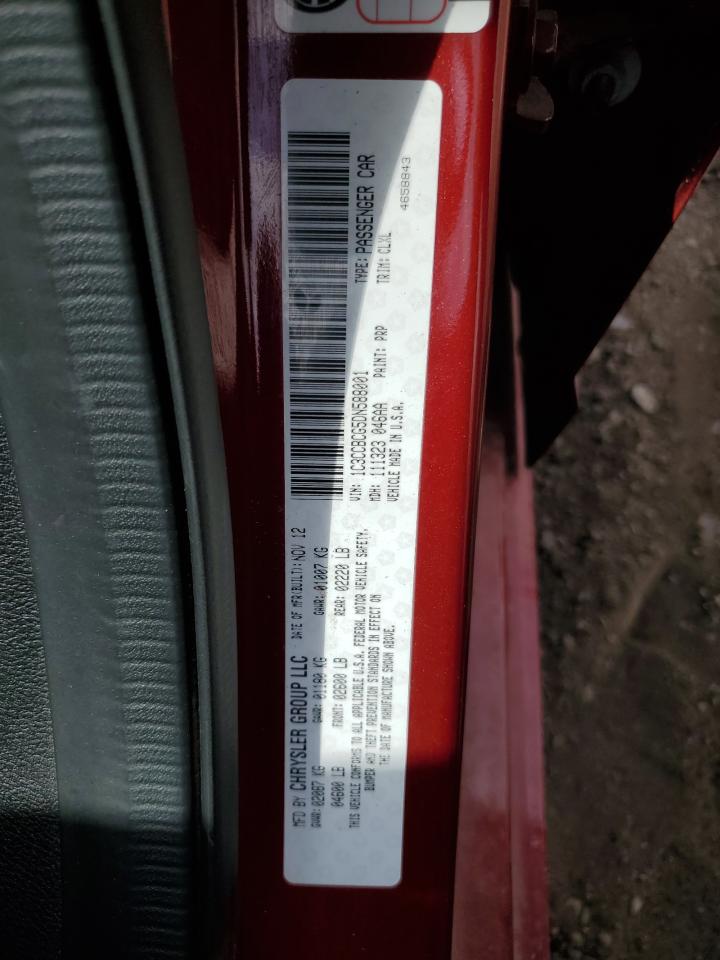 MFD BY CHRYSLER GROUP LLC DATE OF MFR(BUILT): NOV 12
GVWR: 02087 KG GAWR: 01180 KG GAWR: 01007 KG
04600 LB FRONT: 02600 LB REAR: 02220 LB
THIS VEHICLE CONFORMS TO ALL APPLICABLE U.S.A. FEDERAL MOTOR VEHICLE SAFETY,
BUMPER AND THEFT PREVENTION STANDARDS IN EFFECT ON
THE DATE OF MANUFACTURE SHOWN ABOVE.
VIN: 1C3CCBCG5DN588001 TYPE: PASSENGER CAR
MDH: 111323 046AA PAINT: PRP TRIM: CLXL
VEHICLE MADE IN U.S.A.
4658843